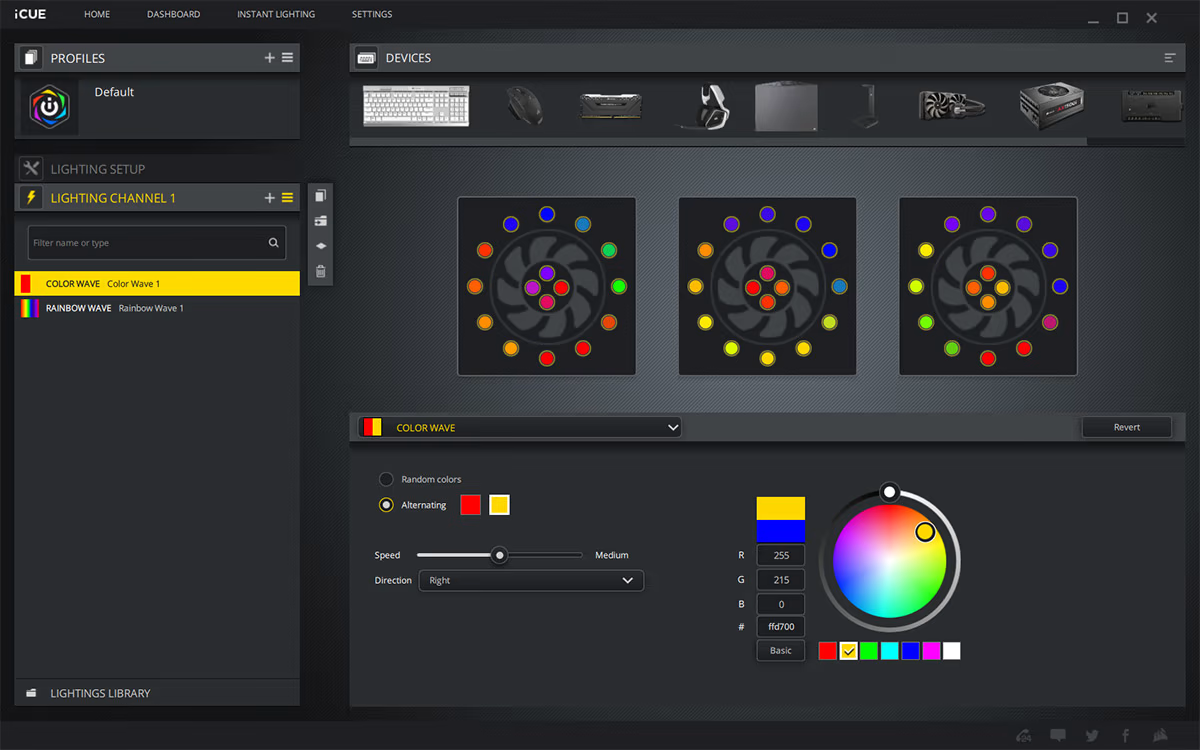 iCUE HOME DASHBOARD INSTANT LIGHTING SETTINGS
PROFILES
DEVICES
Default
LIGHTING SETUP
LIGHTING CHANNEL 1
Filter name or type
COLOR WAVE Color Wave 1
RAINBOW WAVE Rainbow Wave 1
COLOR WAVE
Revert
Random colors
Alternating
Speed Medium
Direction Right
R 255
G 215
B 0
# ffd700
Basic
LIGHTINGS LIBRARY